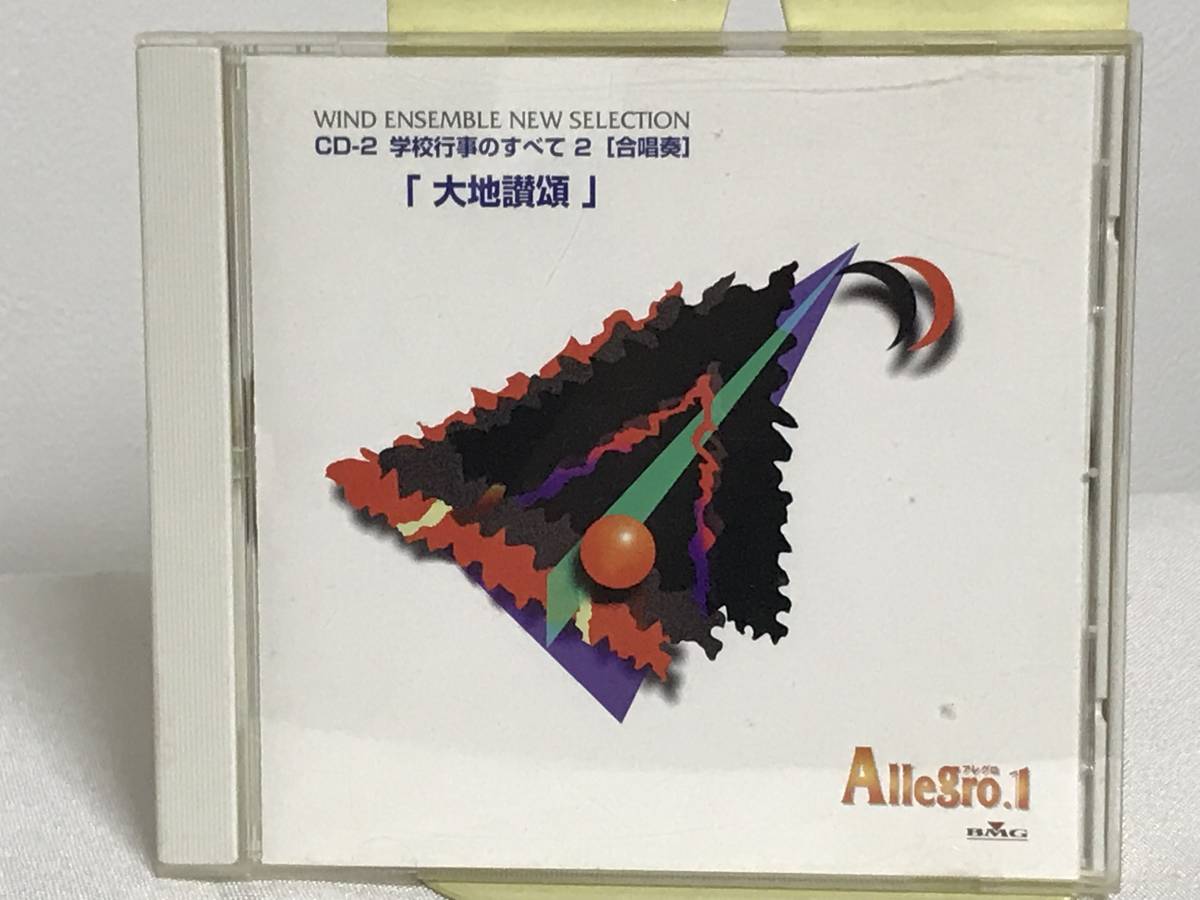 WIND ENSEMBLE NEW SELECTION
CD-2 学校行事のすべて 2 [合唱奏]
「 大地讃頌 」
アレグロ
Allegro.1
BMG